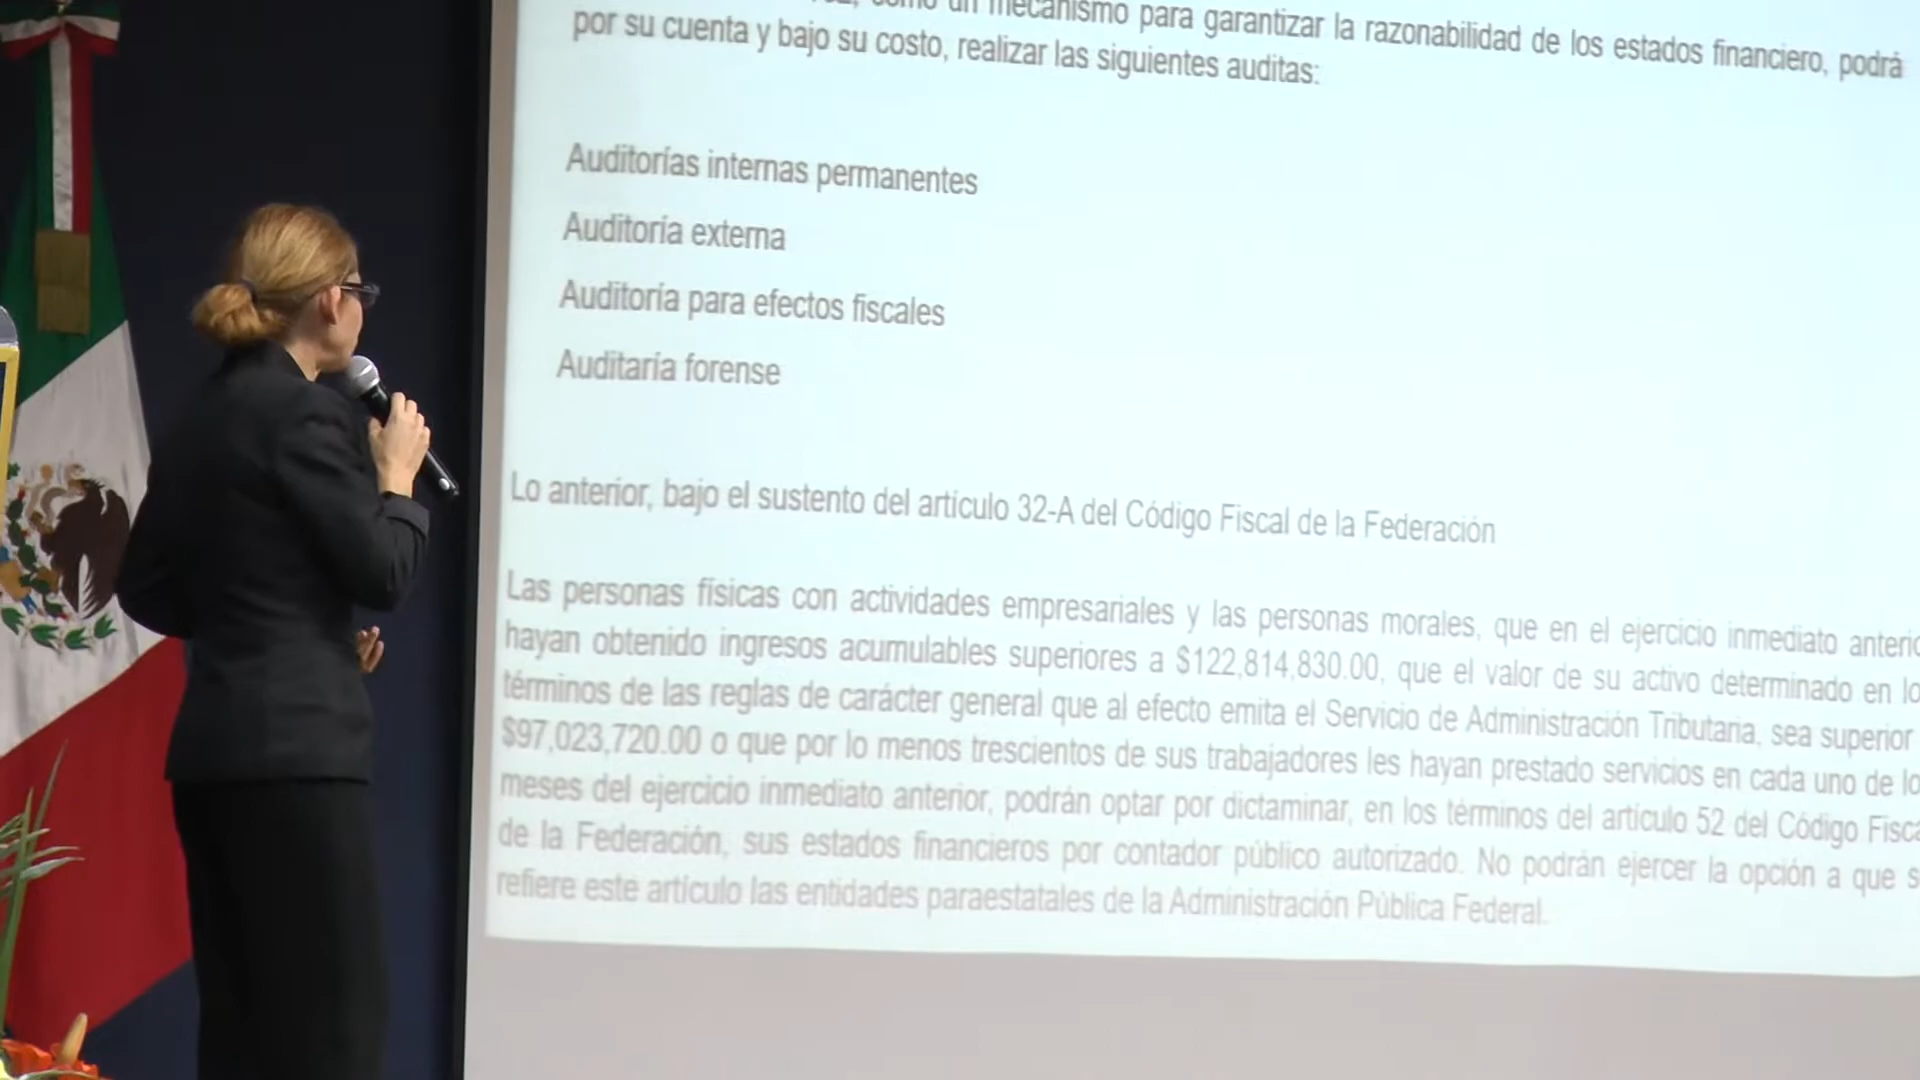 como un mecanismo para garantizar la razonabilidad de los estados financiero, podrá
por su cuenta y bajo su costo, realizar las siguientes auditas:
Auditorías internas permanentes
Auditoría externa
Auditoría para efectos fiscales
Auditaría forense
Lo anterior, bajo el sustento del artículo 32-A del Código Fiscal de la Federación
Las personas físicas con actividades empresariales y las personas morales, que en el ejercicio inmediato anterio
hayan obtenido ingresos acumulables superiores a $122,814,830.00, que el valor de su activo determinado en lo
términos de las reglas de carácter general que al efecto emita el Servicio de Administración Tributaria, sea superior
$97,023,720.00 o que por lo menos trescientos de sus trabajadores les hayan prestado servicios en cada uno de lo
meses del ejercicio inmediato anterior, podrán optar por dictaminar, en los términos del artículo 52 del Código Fisca
de la Federación, sus estados financieros por contador público autorizado. No podrán ejercer la opción a que s
refiere este artículo las entidades paraestatales de la Administración Pública Federal.